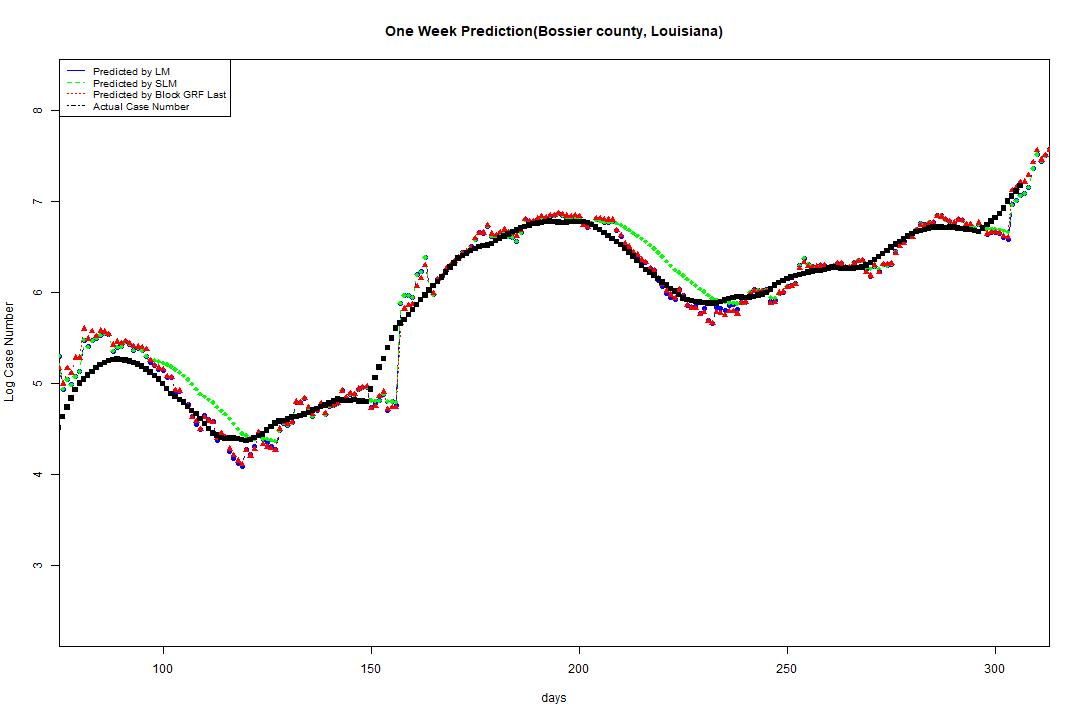 One Week Prediction(Bossier county, Louisiana)
Predicted by LM
Predicted by SLM
Predicted by Block GRF Last
Actual Case Number
8
7
6
5
4
3
Log Case Number
100 150 200 250 300
days